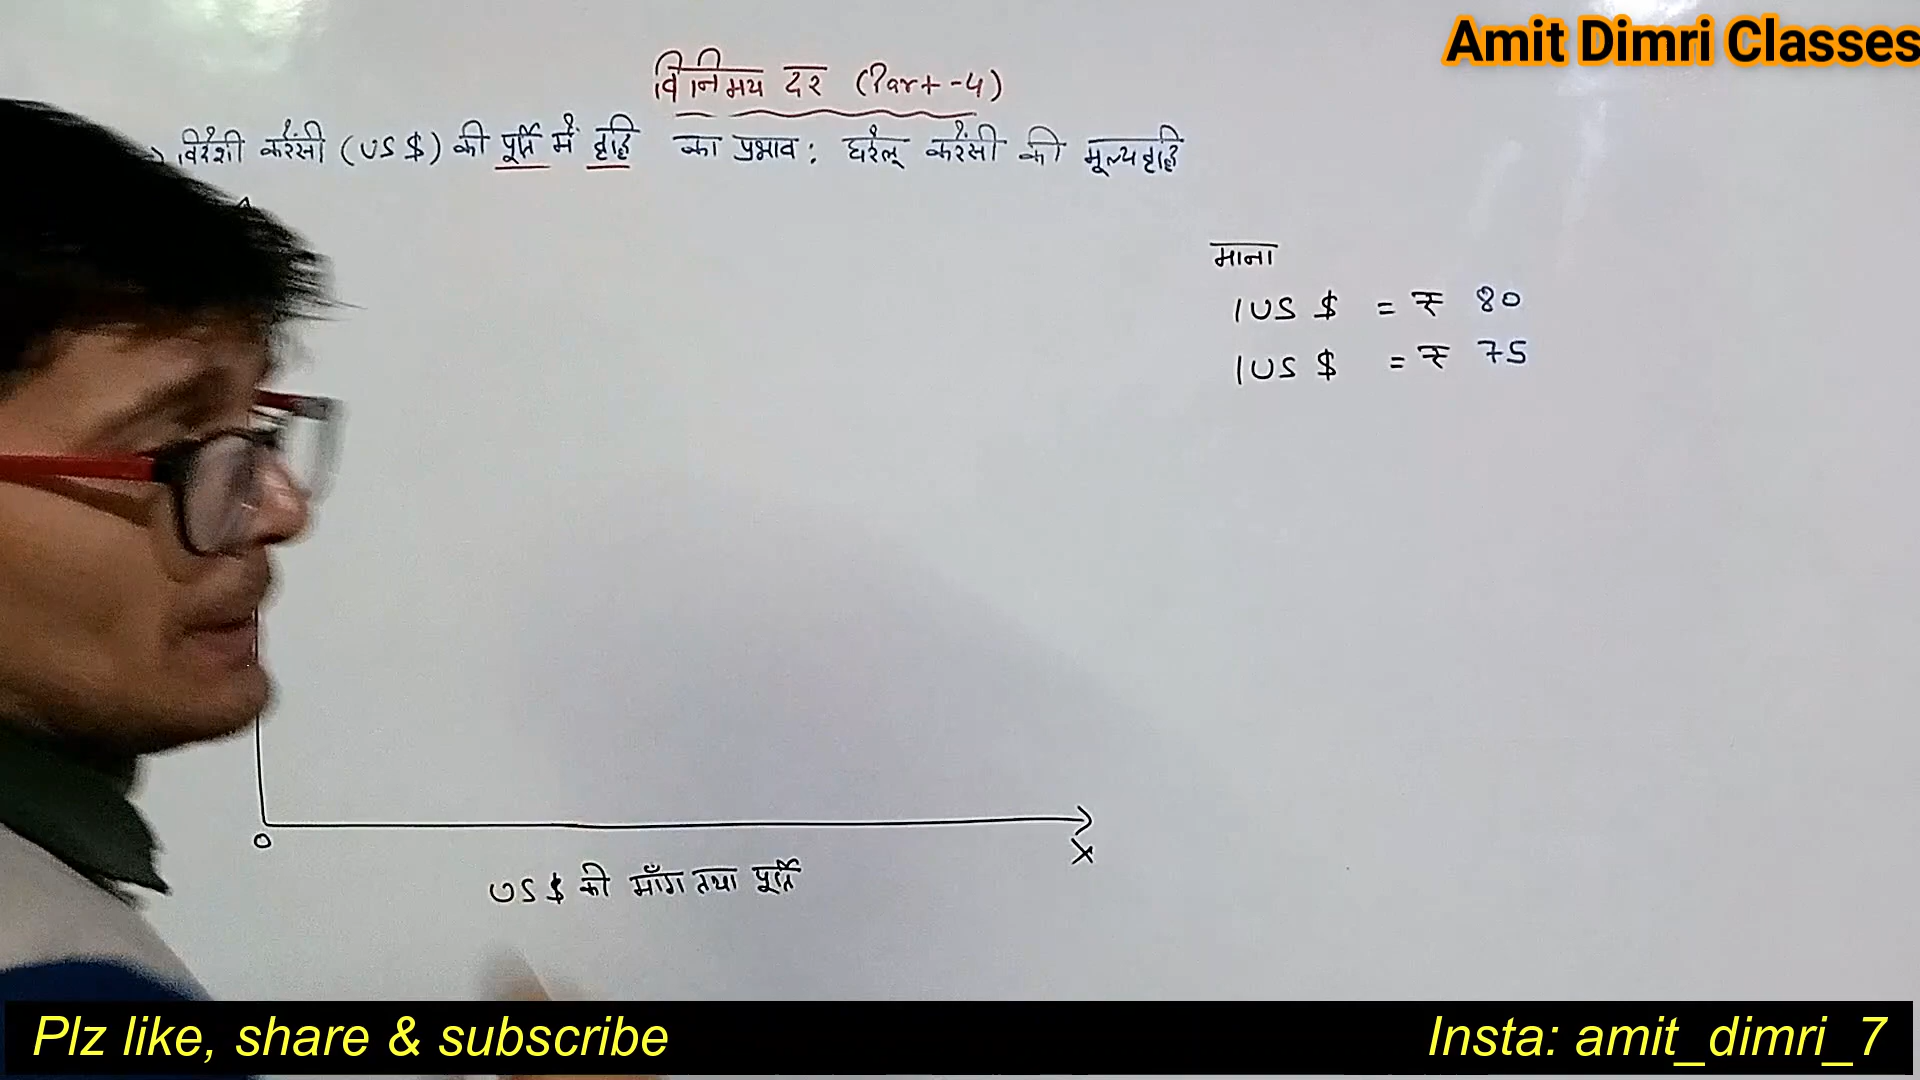 Amit Dimri Classes
विनिमय दर (Part-4)
विदेशी करेंसी (US $) की पूर्ति में वृद्धि का प्रभाव : घरेलू करेंसी की मूल्यवृद्धि
माना
1 US $ = ₹ 80
1 US $ = ₹ 75
O
X
US $ की माँग तथा पूर्ति
Plz like, share & subscribe
Insta: amit_dimri_7